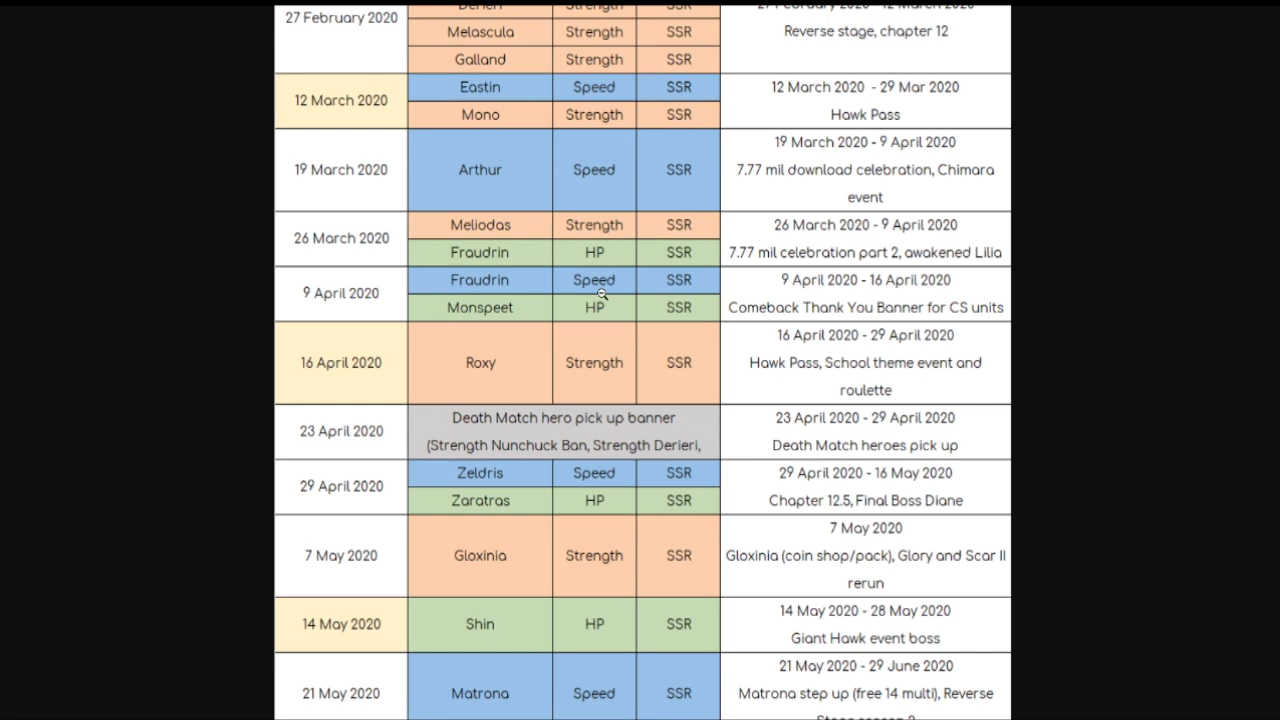 27 February 2020
Derieri Strength SSR 27 February 2020 - 12 March 2020
Melascula Strength SSR Reverse stage, chapter 12
Galland Strength SSR
12 March 2020
Eastin Speed SSR 12 March 2020 - 29 Mar 2020
Mono Strength SSR Hawk Pass
19 March 2020 - 9 April 2020
19 March 2020 Arthur Speed SSR 7.77 mil download celebration, Chimara
event
26 March 2020
Meliodas Strength SSR 26 March 2020 - 9 April 2020
Fraudrin HP SSR 7.77 mil celebration part 2, awakened Lilia
9 April 2020
Fraudrin Speed SSR 9 April 2020 - 16 April 2020
Monspeet HP SSR Comeback Thank You Banner for CS units
16 April 2020 - 29 April 2020
16 April 2020 Roxy Strength SSR Hawk Pass, School theme event and
roulette
23 April 2020
Death Match hero pick up banner 23 April 2020 - 29 April 2020
(Strength Nunchuck Ban, Strength Derieri, Death Match heroes pick up
29 April 2020
Zeldris Speed SSR 29 April 2020 - 16 May 2020
Zaratras HP SSR Chapter 12.5, Final Boss Diane
7 May 2020
7 May 2020 Gloxinia Strength SSR Gloxinia (coin shop/pack), Glory and Scar II
rerun
14 May 2020 - 28 May 2020
14 May 2020 Shin HP SSR
Giant Hawk event boss
21 May 2020 - 29 June 2020
21 May 2020 Matrona Speed SSR Matrona step up (free 14 multi), Reverse